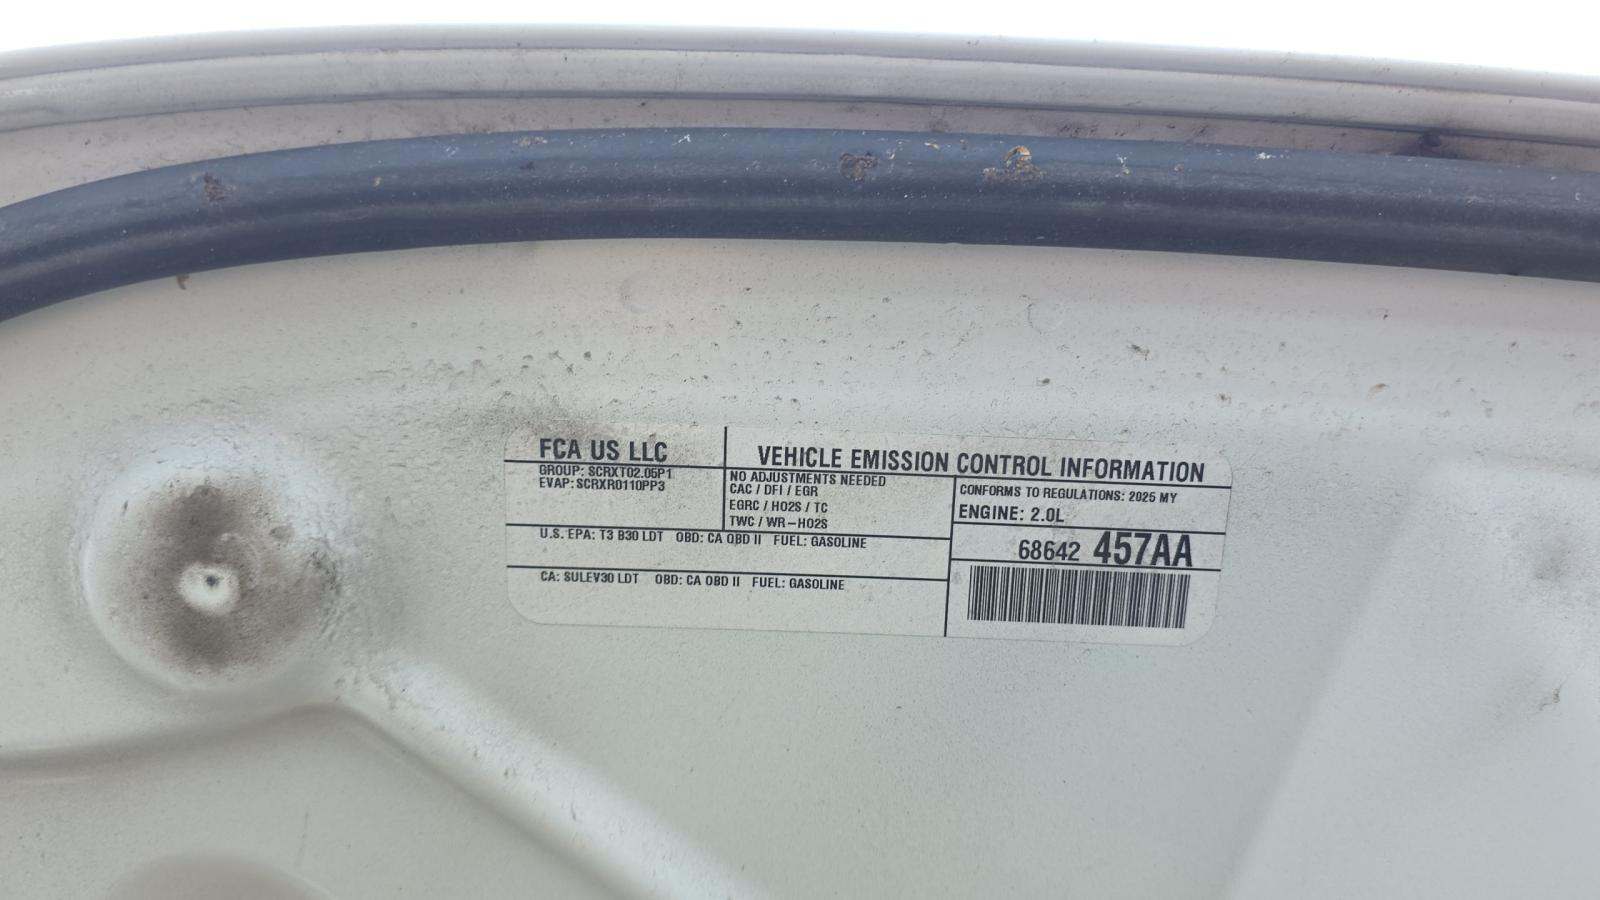 FCA US LLC
VEHICLE EMISSION CONTROL INFORMATION
GROUP: SCRXT02.05P1
EVAP: SCRXR0110PP3
NO ADJUSTMENTS NEEDED
CAC / DFI / EGR
EGRC / HO2S / TC
TWC / WR-HO2S
CONFORMS TO REGULATIONS: 2025 MY
ENGINE: 2.0L
U.S. EPA: T3 B30 LDT OBD: CA OBD II FUEL: GASOLINE
68642 457AA
CA: SULEV30 LDT OBD: CA OBD II FUEL: GASOLINE